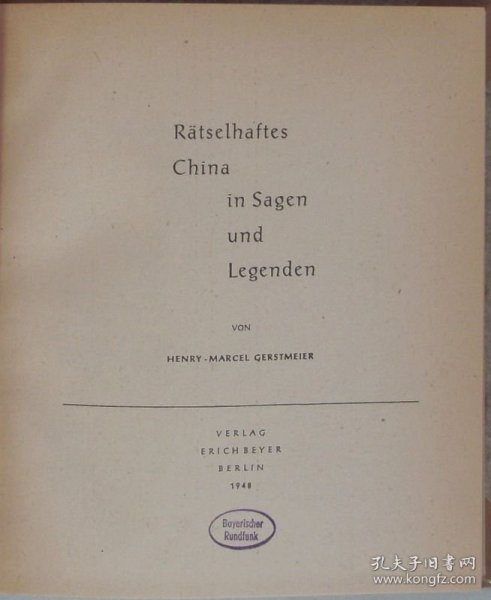 Rätselhaftes
China
in Sagen
und
Legenden
VON
HENRY-MARCEL GERSTMEIER
VERLAG
ERICH BEYER
BERLIN
1948
Bayerischer
Rundfunk
孔夫子旧书网
www.kongfz.com